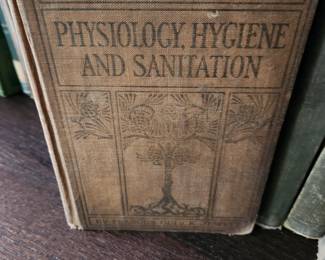 PHYSIOLOGY, HYGIENE
AND SANITATION